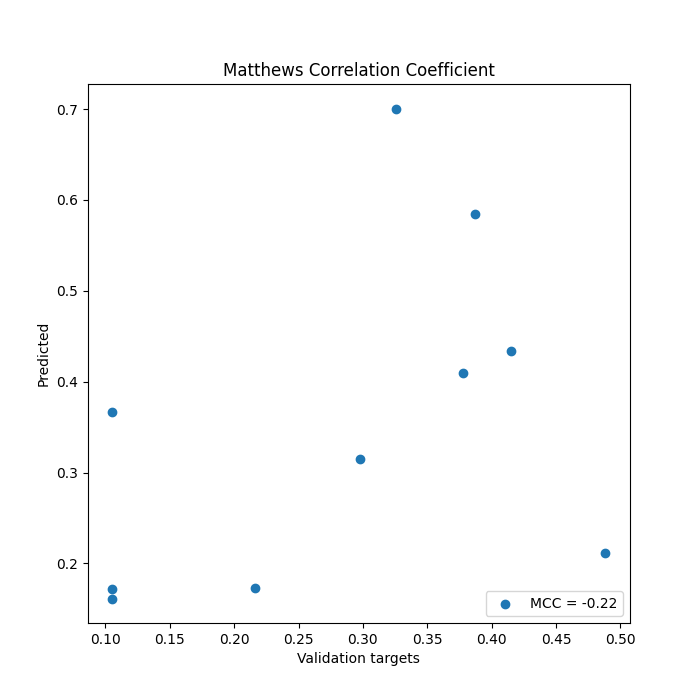 Matthews Correlation Coefficient
0.7
0.6
0.5
0.4
0.3
0.2
Predicted
MCC = -0.22
0.10 0.15 0.20 0.25 0.30 0.35 0.40 0.45 0.50
Validation targets